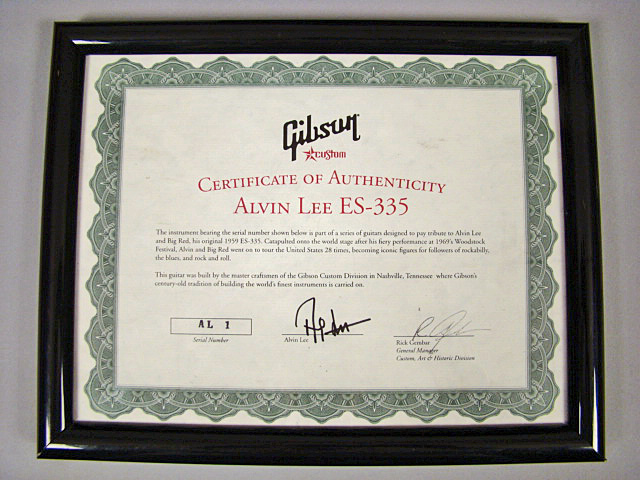 Gibson
CUSTOM
CERTIFICATE OF AUTHENTICITY
ALVIN LEE ES-335
The instrument bearing the serial number shown below is part of a series of guitars designed to pay tribute to Alvin Lee
and Big Red, his original 1959 ES-335. Catapulted onto the world stage after his fiery performance at 1969's Woodstock
Festival, Alvin and Big Red went on to tour the United States 28 times, becoming iconic figures for followers of rockabilly,
the blues, and rock and roll.
This guitar was built by the master craftsmen of the Gibson Custom Division in Nashville, Tennessee where Gibson's
century-old tradition of building the world's finest instruments is carried on.
AL 1
Serial Number
Alvin Lee
Rick Gembar
General Manager
Custom, Art & Historic Division